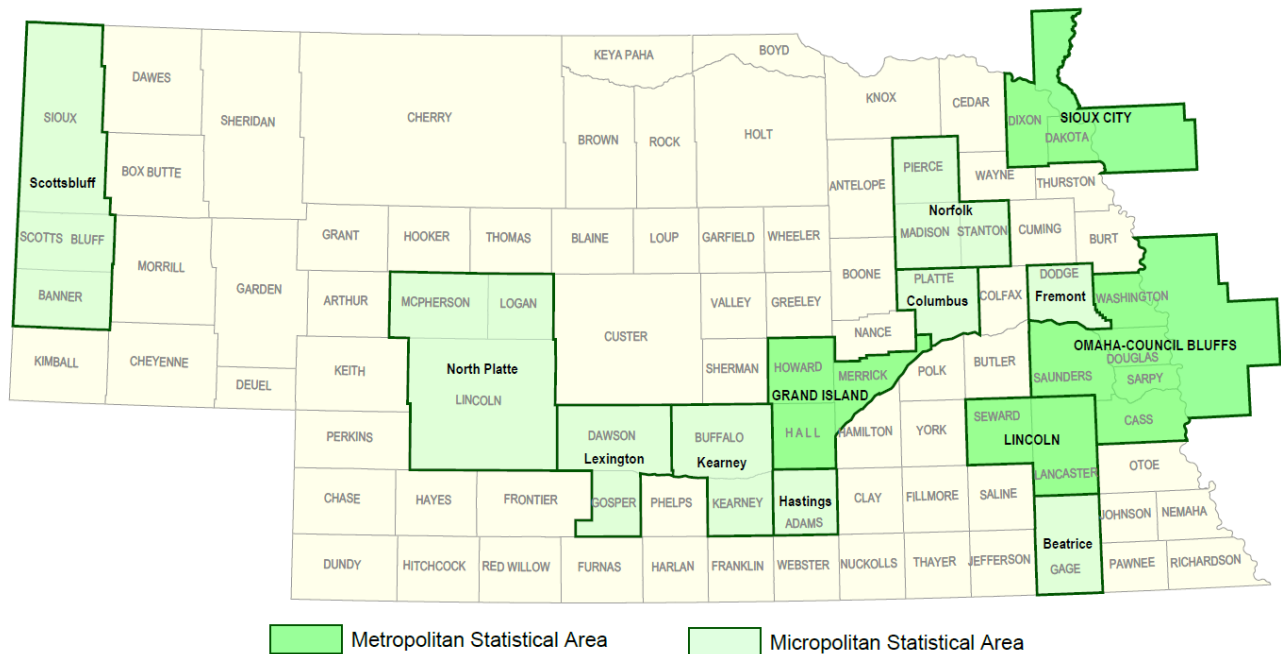 KEYA PAHA
BOYD
DAWES
SIOUX
SHERIDAN
CHERRY
BROWN
ROCK
HOLT
KNOX
CEDAR
DIXON
SIOUX CITY
DAKOTA
BOX BUTTE
Scottsbluff
ANTELOPE
PIERCE
WAYNE
THURSTON
SCOTTS BLUFF
GRANT
HOOKER
THOMAS
BLAINE
LOUP
GARFIELD
WHEELER
Norfolk
MADISON
STANTON
CUMING
BURT
MORRILL
BANNER
GARDEN
ARTHUR
MCPHERSON
LOGAN
CUSTER
VALLEY
GREELEY
BOONE
PLATTE
Columbus
COLFAX
DODGE
Fremont
WASHINGTON
NANCE
KIMBALL
CHEYENNE
DEUEL
KEITH
North Platte
LINCOLN
SHERMAN
HOWARD
MERRICK
GRAND ISLAND
POLK
BUTLER
OMAHA-COUNCIL BLUFFS
DOUGLAS
SAUNDERS
SARPY
PERKINS
DAWSON
Lexington
BUFFALO
Kearney
HALL
HAMILTON
YORK
SEWARD
LINCOLN
CASS
LANCASTER
OTOE
CHASE
HAYES
FRONTIER
GOSPER
PHELPS
KEARNEY
Hastings
ADAMS
CLAY
FILLMORE
SALINE
JOHNSON
NEMAHA
DUNDY
HITCHCOCK
RED WILLOW
FURNAS
HARLAN
FRANKLIN
WEBSTER
NUCKOLLS
THAYER
JEFFERSON
Beatrice
GAGE
PAWNEE
RICHARDSON
Metropolitan Statistical Area
Micropolitan Statistical Area